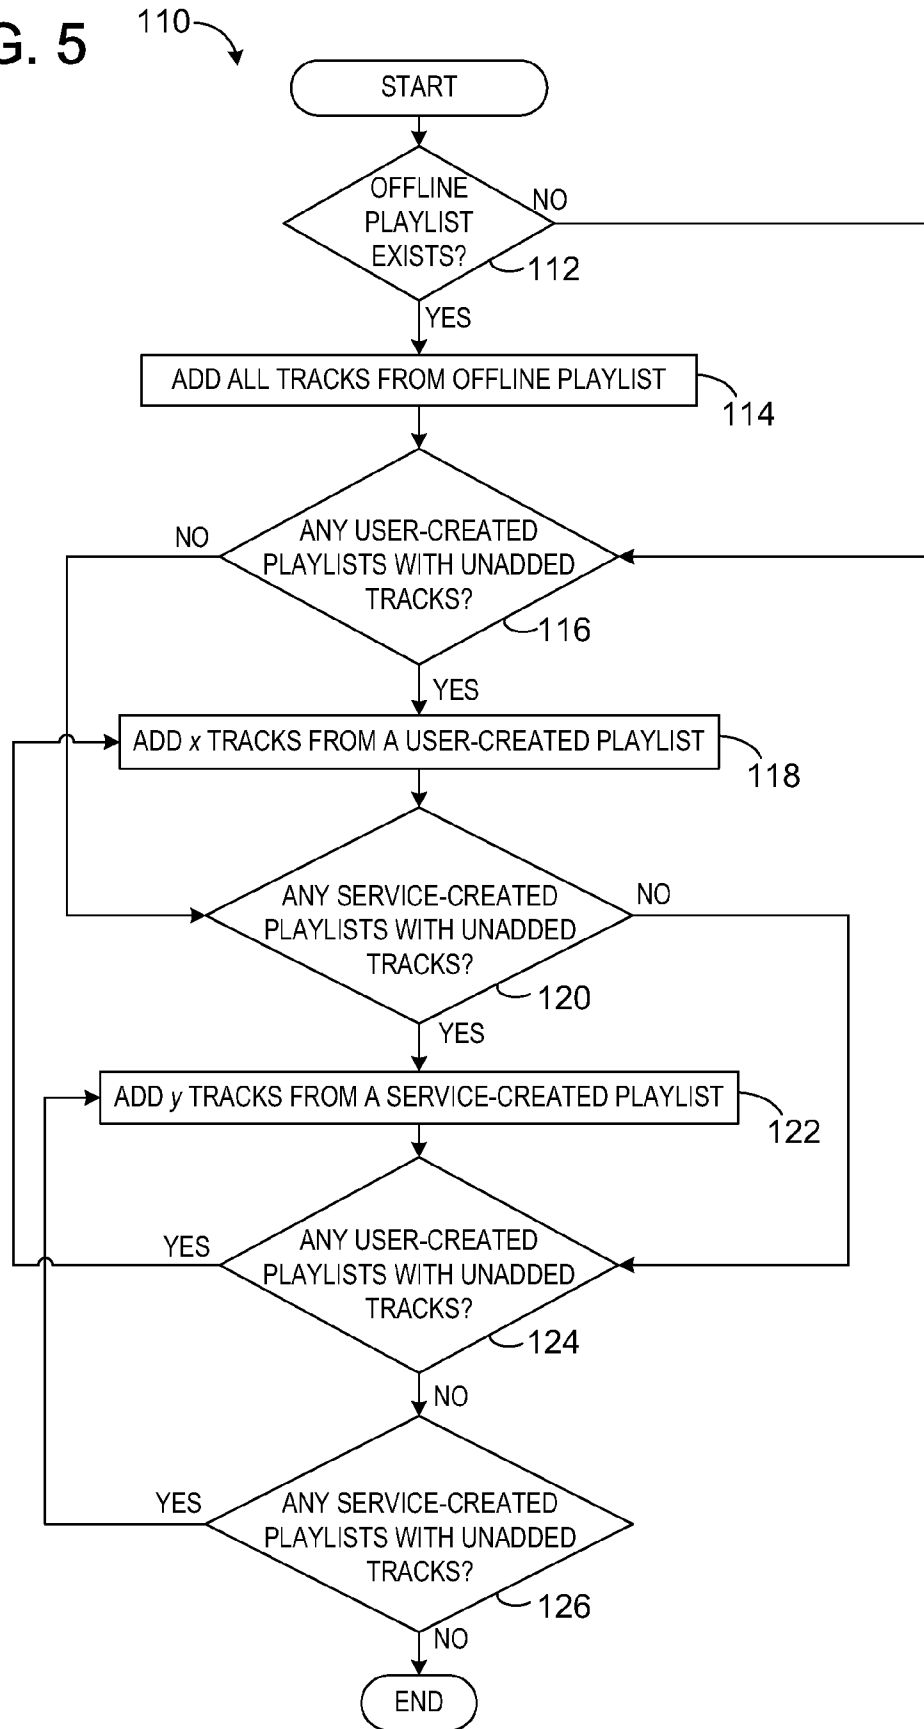 G. 5
110
START
OFFLINE
PLAYLIST
EXISTS?
NO
112
YES
ADD ALL TRACKS FROM OFFLINE PLAYLIST
114
NO
ANY USER-CREATED
PLAYLISTS WITH UNADDED
TRACKS?
116
YES
ADD x TRACKS FROM A USER-CREATED PLAYLIST
118
ANY SERVICE-CREATED
PLAYLISTS WITH UNADDED
TRACKS?
NO
120
YES
ADD y TRACKS FROM A SERVICE-CREATED PLAYLIST
122
YES
ANY USER-CREATED
PLAYLISTS WITH UNADDED
TRACKS?
124
NO
YES
ANY SERVICE-CREATED
PLAYLISTS WITH UNADDED
TRACKS?
126
NO
END